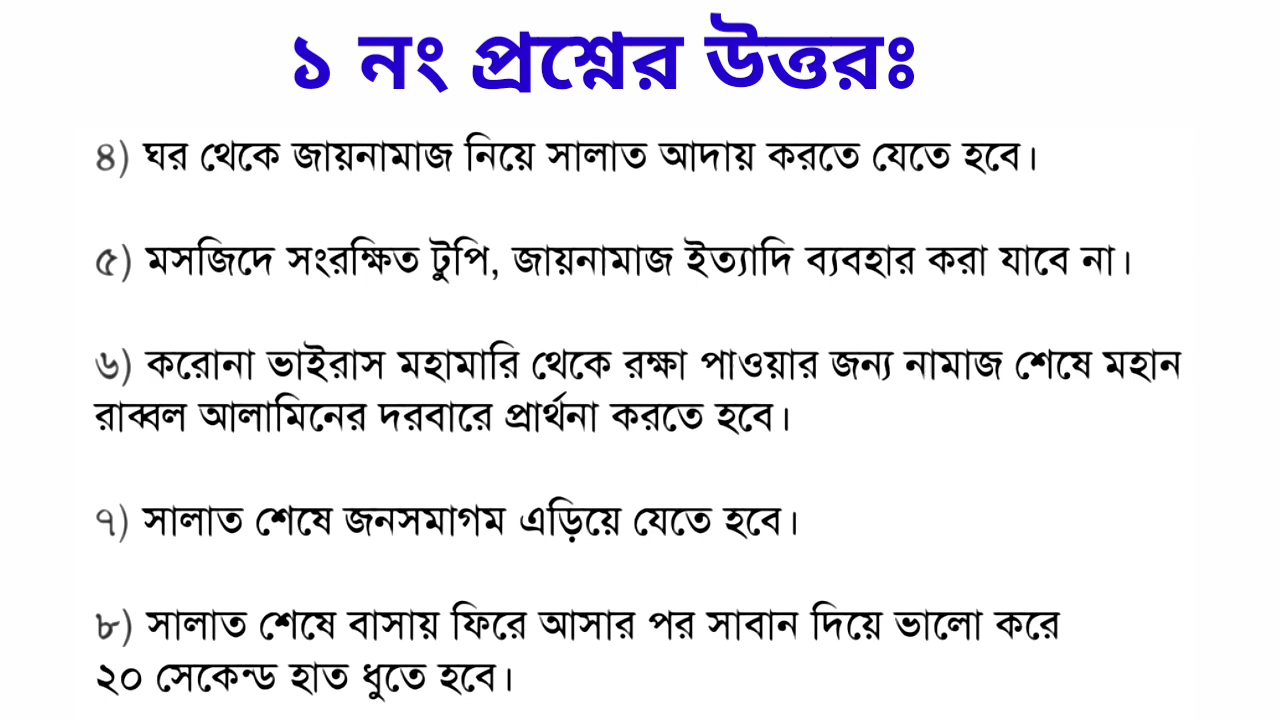 ১ নং প্রশ্নের উত্তরঃ
৪) ঘর থেকে জায়নামাজ নিয়ে সালাত আদায় করতে যেতে হবে।
৫) মসজিদে সংরক্ষিত টুপি, জায়নামাজ ইত্যাদি ব্যবহার করা যাবে না।
৬) করোনা ভাইরাস মহামারি থেকে রক্ষা পাওয়ার জন্য নামাজ শেষে মহান
রাব্বল আলামিনের দরবারে প্রার্থনা করতে হবে।
৭) সালাত শেষে জনসমাগম এড়িয়ে যেতে হবে।
৮) সালাত শেষে বাসায় ফিরে আসার পর সাবান দিয়ে ভালো করে
২০ সেকেন্ড হাত ধুতে হবে।